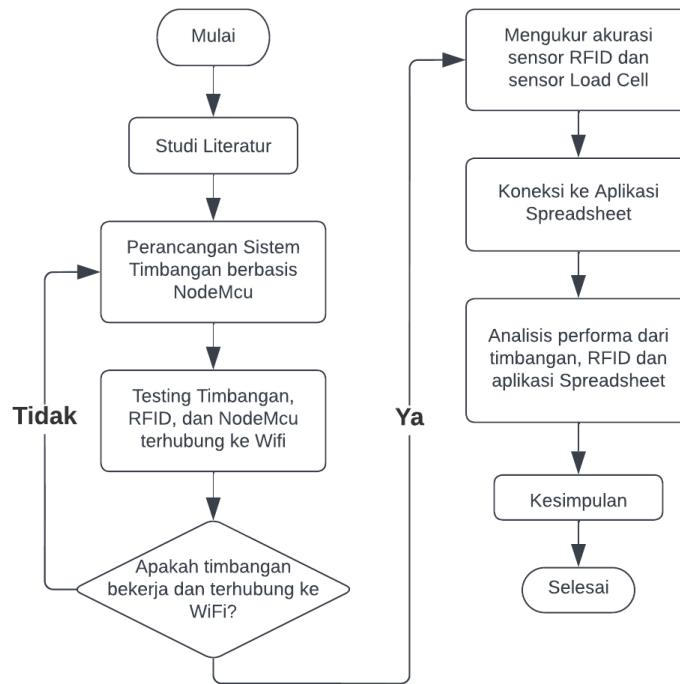 Mulai
Studi Literatur
Perancangan Sistem
Timbangan berbasis
NodeMcu
Testing Timbangan,
RFID, dan NodeMcu
terhubung ke Wifi
Apakah timbangan
bekerja dan terhubung ke
WiFi?
Tidak
Ya
Mengukur akurasi
sensor RFID dan
sensor Load Cell
Koneksi ke Aplikasi
Spreadsheet
Analisis performa dari
timbangan, RFID dan
aplikasi Spreadsheet
Kesimpulan
Selesai